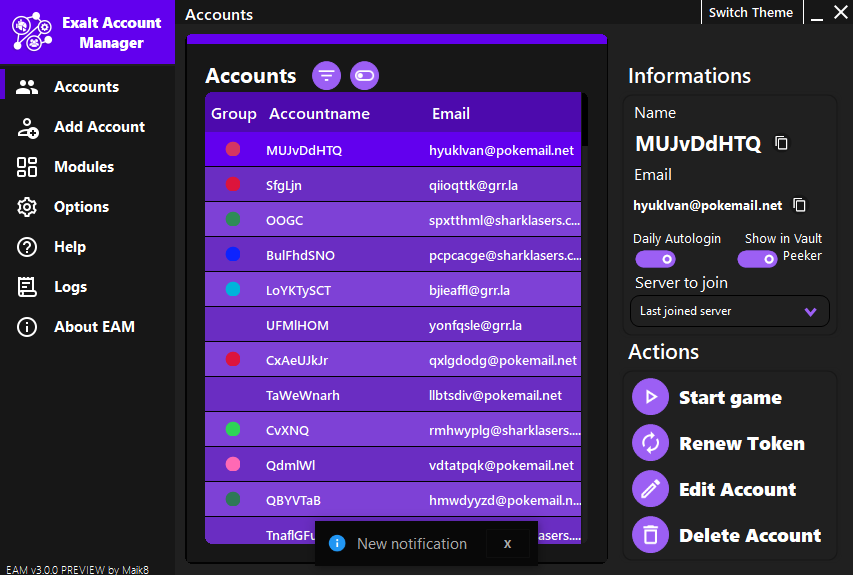 Exalt Account
Manager
Accounts
Switch Theme
Accounts
Add Account
Modules
Options
Help
Logs
About EAM
EAM v3.0.0 PREVIEW by Maik8
Accounts
Group Accountname Email
MUJvDdHTQ hyuklvan@pokemail.net
SfgLjn qiioqttk@grr.la
OOGC spxtthml@sharklasers.c...
BulFhdSNO pcpcacge@sharklasers.c...
LoYKTySCT bjieaffl@grr.la
UFMlHOM yonfqsle@grr.la
CxAeUJkJr qxlgdodg@pokemail.net
TaWeWnarh llbtsdiv@pokemail.net
CvXNQ rmhwyplg@sharklasers....
QdmlWl vdtatpqk@pokemail.net
QBYVTaB hmwdyyzd@pokemail.n...
New notification x
Informations
Name
MUJvDdHTQ
Email
hyuklvan@pokemail.net
Daily Autologin
Show in Vault
Peeker
Server to join
Last joined server
Actions
Start game
Renew Token
Edit Account
Delete Account